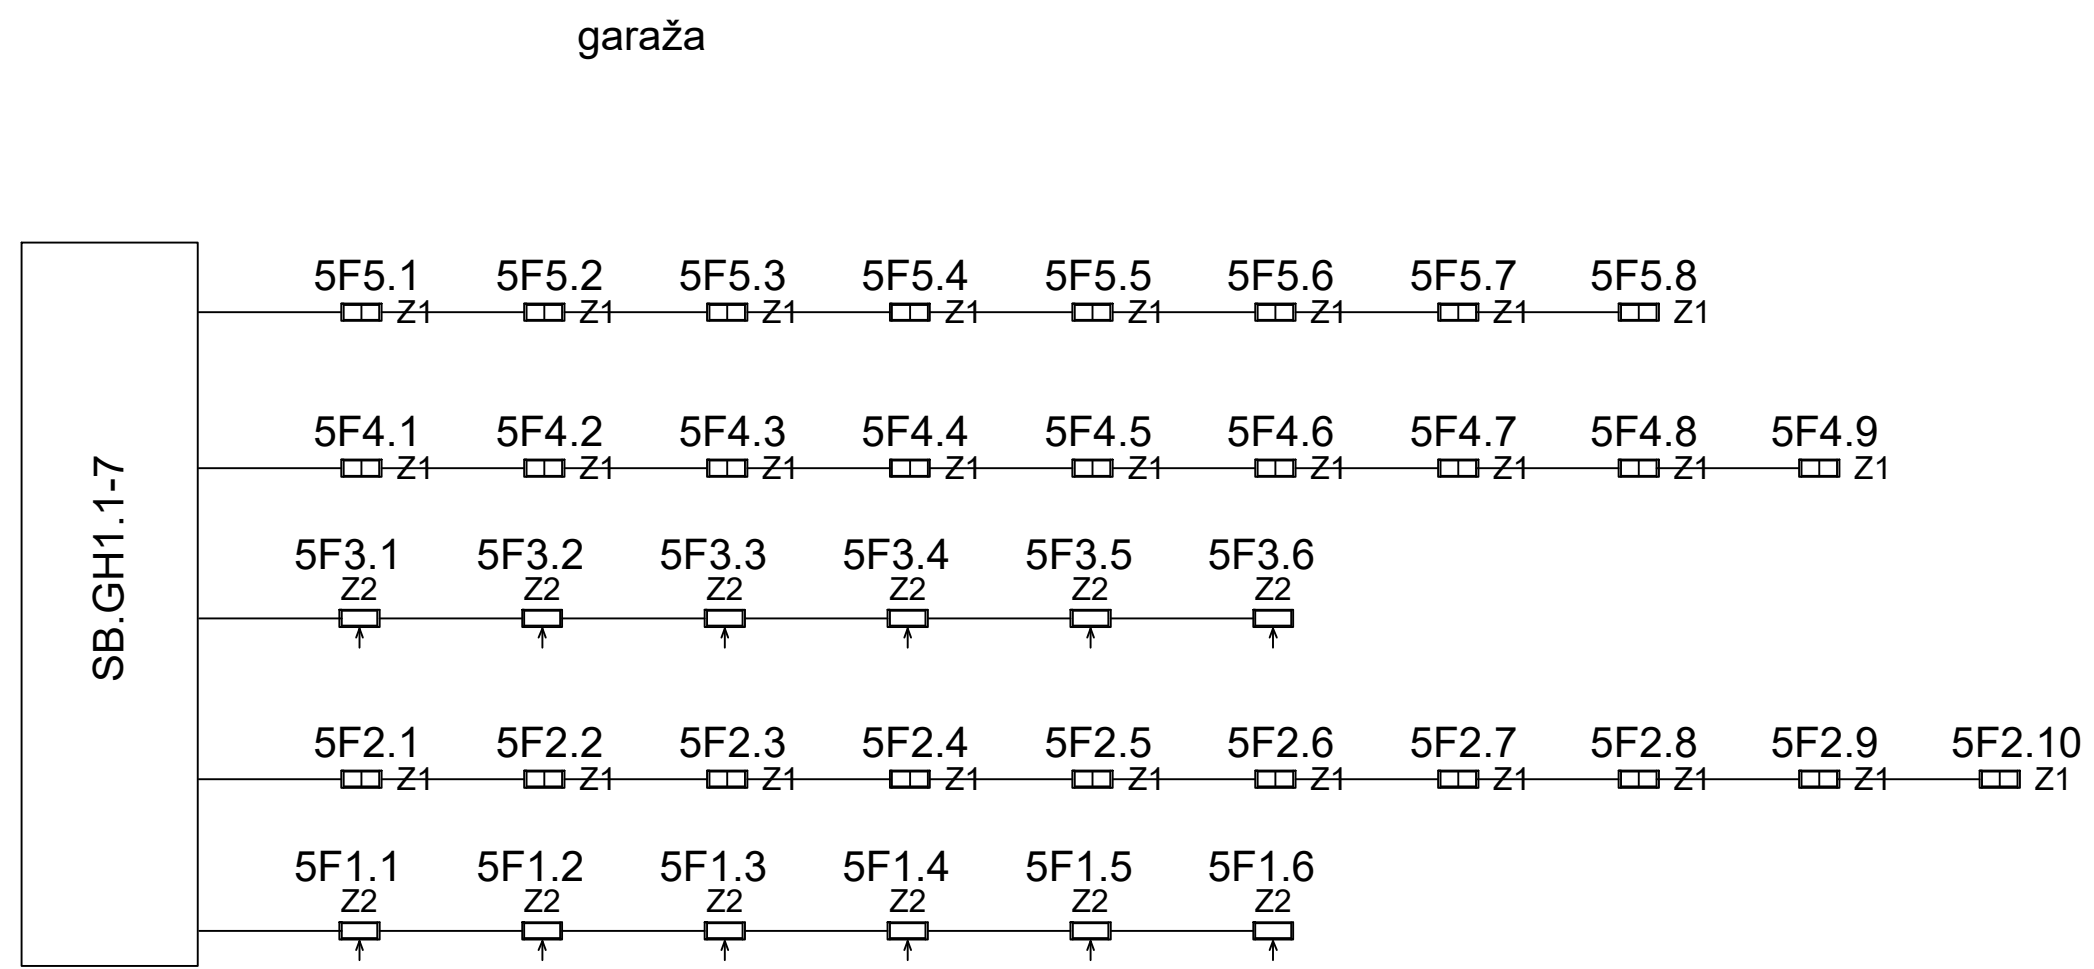 garaža
SB.GH1.1-7
5F5.1 5F5.2 5F5.3 5F5.4 5F5.5 5F5.6 5F5.7 5F5.8
Z1 Z1 Z1 Z1 Z1 Z1 Z1 Z1
5F4.1 5F4.2 5F4.3 5F4.4 5F4.5 5F4.6 5F4.7 5F4.8 5F4.9
Z1 Z1 Z1 Z1 Z1 Z1 Z1 Z1 Z1
5F3.1 5F3.2 5F3.3 5F3.4 5F3.5 5F3.6
Z2 Z2 Z2 Z2 Z2 Z2
5F2.1 5F2.2 5F2.3 5F2.4 5F2.5 5F2.6 5F2.7 5F2.8 5F2.9 5F2.10
Z1 Z1 Z1 Z1 Z1 Z1 Z1 Z1 Z1 Z1
5F1.1 5F1.2 5F1.3 5F1.4 5F1.5 5F1.6
Z2 Z2 Z2 Z2 Z2 Z2